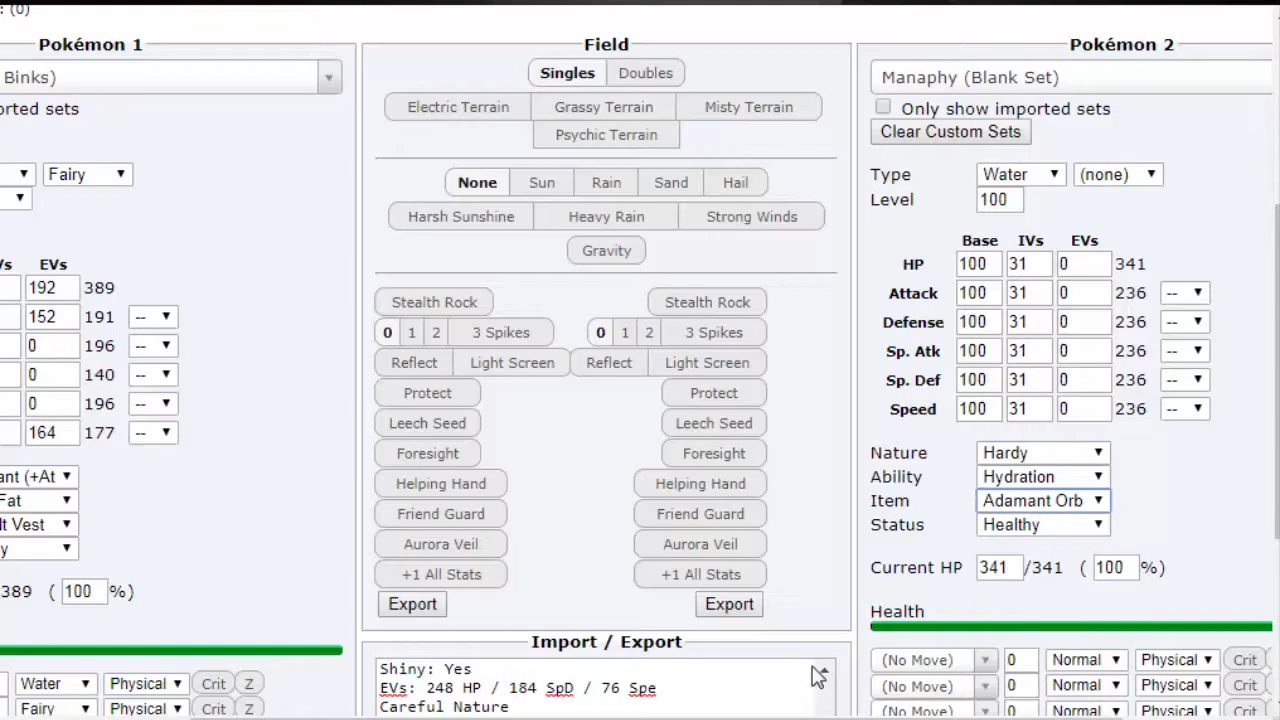 : (0)
Pokémon 1
Binks)
orted sets
Fairy
Vs EVs
192 389
152 191 --
0 196 --
0 140 --
0 196 --
164 177 --
ant (+At
Fat
lt Vest
y
389 ( 100 %)
Water Physical Crit Z
Fairy Physical Crit Z
Field
Singles Doubles
Electric Terrain Grassy Terrain Misty Terrain
Psychic Terrain
None Sun Rain Sand Hail
Harsh Sunshine Heavy Rain Strong Winds
Gravity
Stealth Rock Stealth Rock
0 1 2 3 Spikes 0 1 2 3 Spikes
Reflect Light Screen Reflect Light Screen
Protect Protect
Leech Seed Leech Seed
Foresight Foresight
Helping Hand Helping Hand
Friend Guard Friend Guard
Aurora Veil Aurora Veil
+1 All Stats +1 All Stats
Export Export
Import / Export
Shiny: Yes
EVs: 248 HP / 184 SpD / 76 Spe
Careful Nature
Pokémon 2
Manaphy (Blank Set)
Only show imported sets
Clear Custom Sets
Type Water (none)
Level 100
Base IVs EVs
HP 100 31 0 341
Attack 100 31 0 236 --
Defense 100 31 0 236 --
Sp. Atk 100 31 0 236 --
Sp. Def 100 31 0 236 --
Speed 100 31 0 236 --
Nature Hardy
Ability Hydration
Item Adamant Orb
Status Healthy
Current HP 341 /341 ( 100 %)
Health
(No Move) 0 Normal Physical Crit
(No Move) 0 Normal Physical Crit
(No Move) 0 Normal Physical Crit